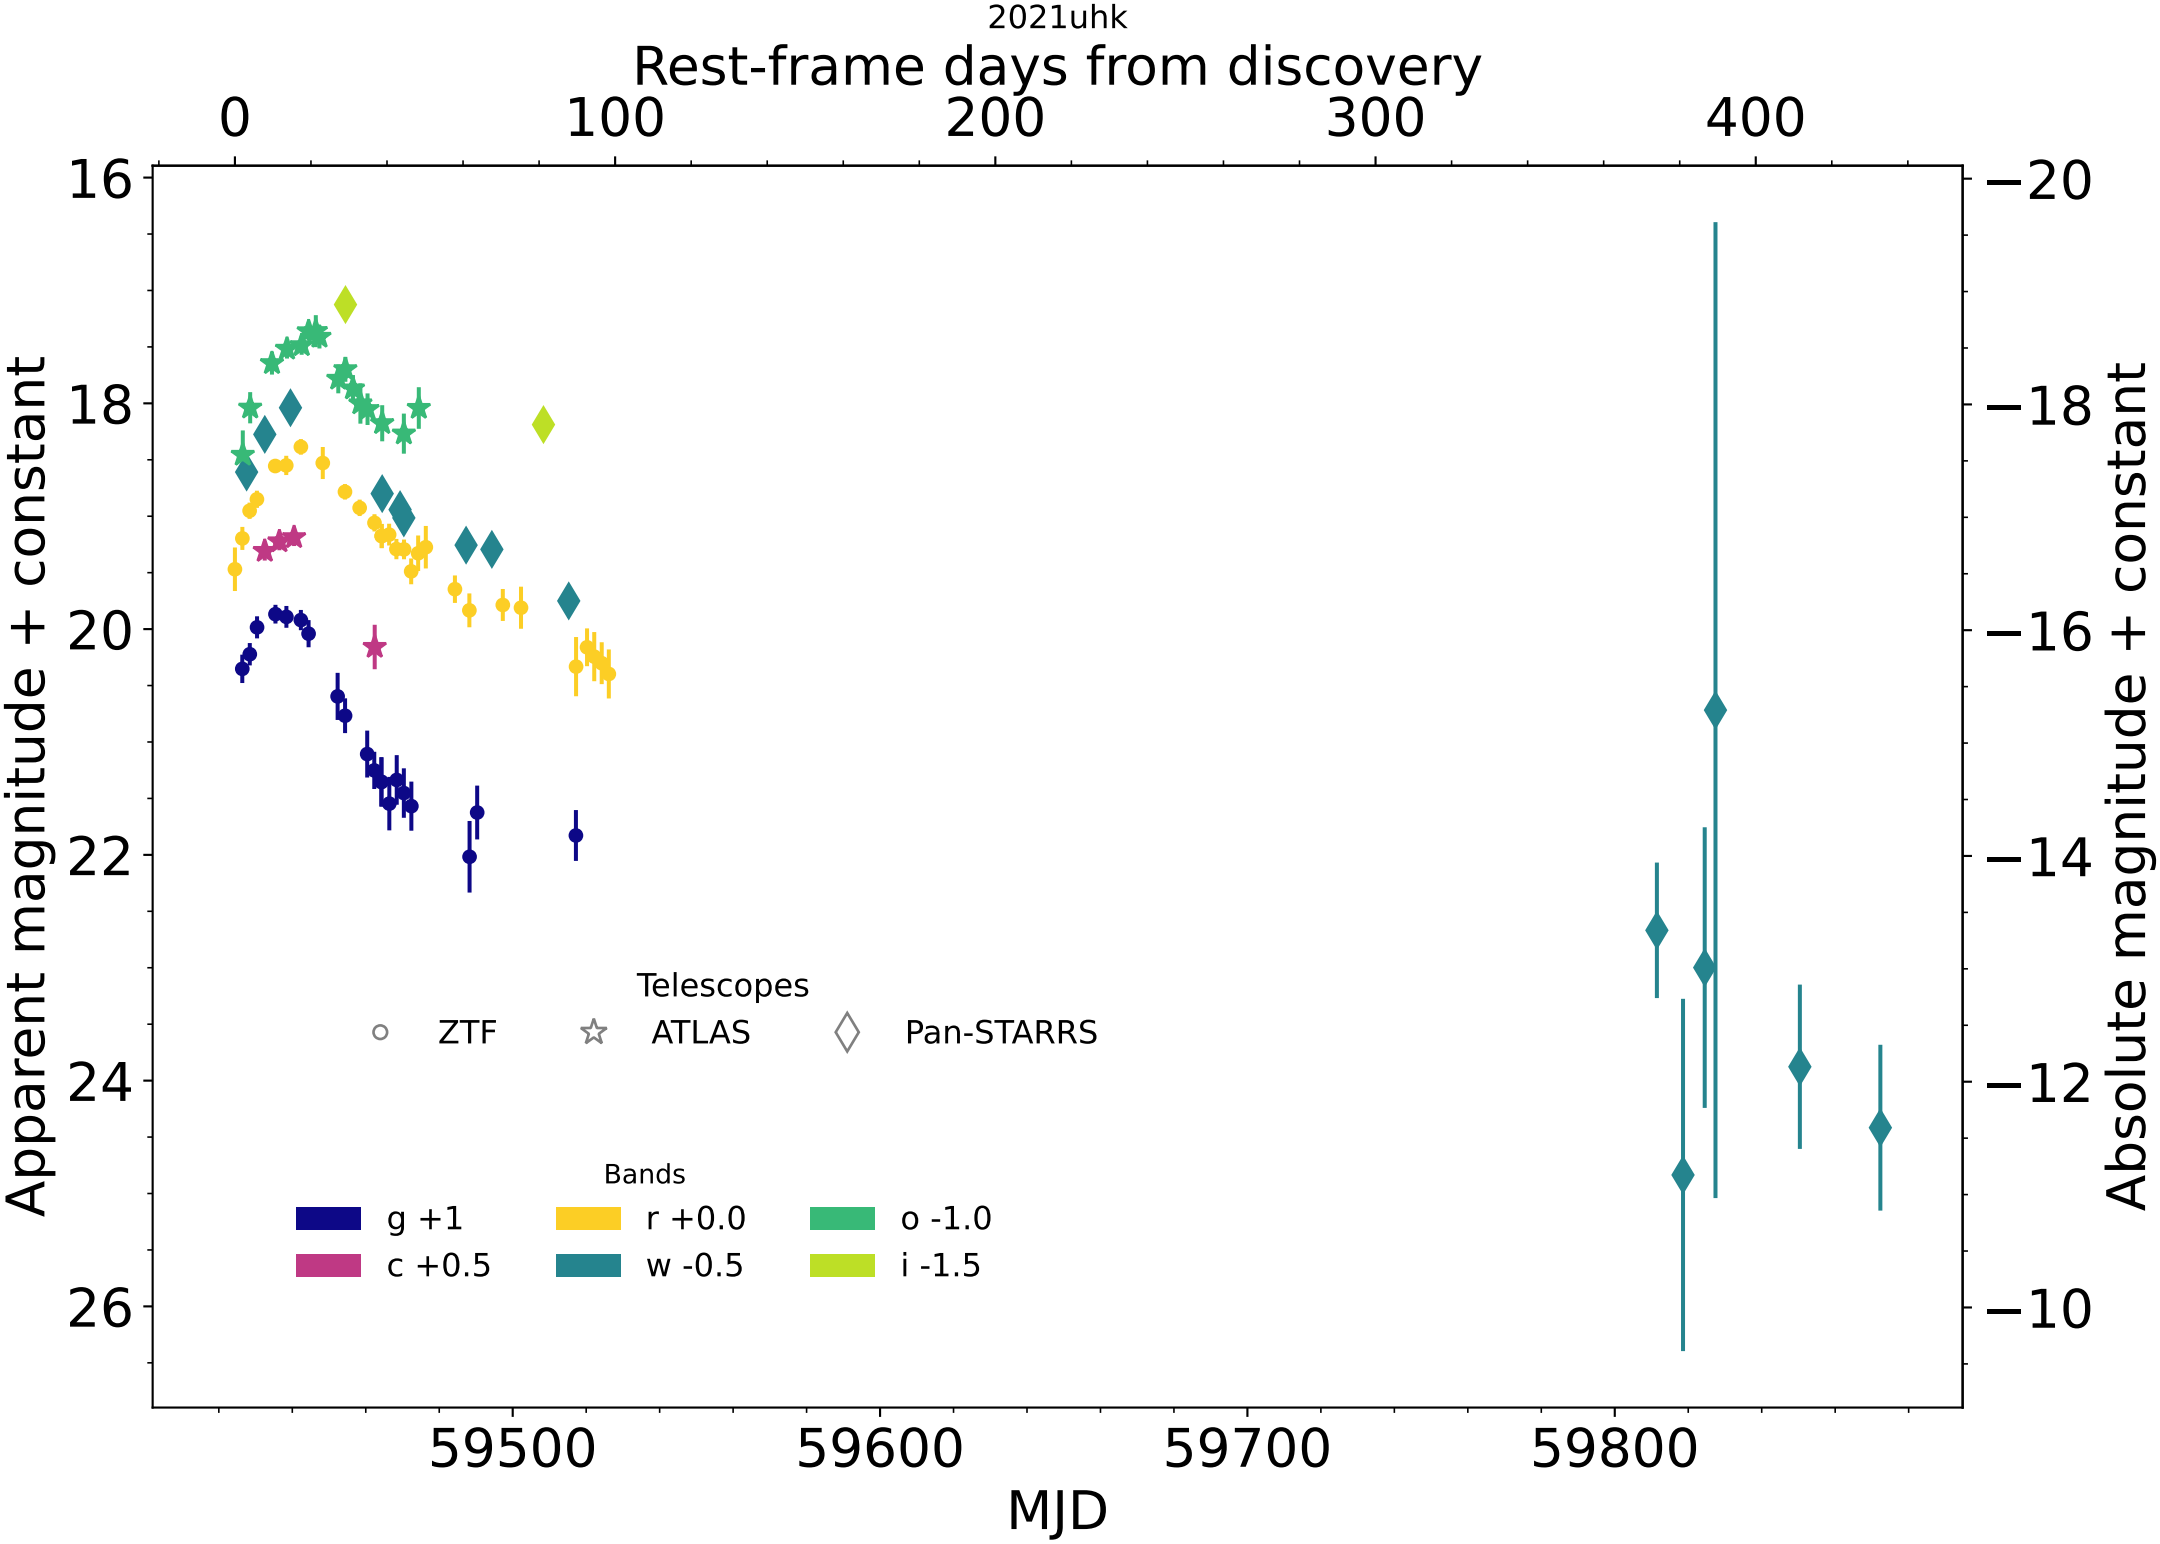 2021uhk
Rest-frame days from discovery
0 100 200 300 400
16 −20
18 −18
20 −16
22 −14
24 −12
26 −10
Apparent magnitude + constant
Absolute magnitude + constant
Telescopes
ZTF ATLAS Pan-STARRS
Bands
g +1 r +0.0 o -1.0
c +0.5 w -0.5 i -1.5
59500 59600 59700 59800
MJD